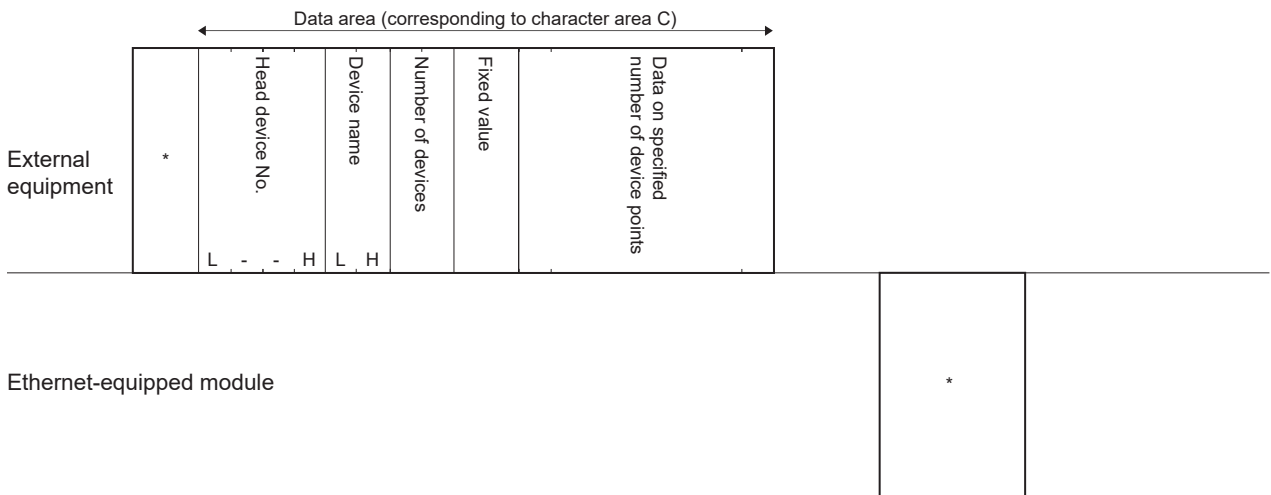 Data area (corresponding to character area C)
External
equipment
*
Head device No.
L - - H
Device name
L H
Number of devices
Fixed value
Data on specified
number of device points
Ethernet-equipped module
*